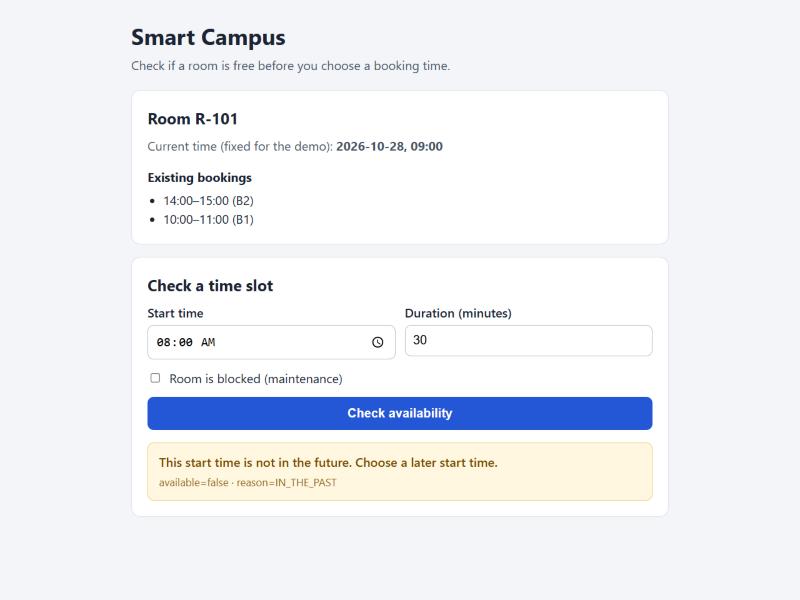 Smart Campus
Check if a room is free before you choose a booking time.
Room R-101
Current time (fixed for the demo): 2026-10-28, 09:00
Existing bookings
• 14:00–15:00 (B2)
• 10:00–11:00 (B1)
Check a time slot
Start time
08:00 AM
Duration (minutes)
30
Room is blocked (maintenance)
Check availability
This start time is not in the future. Choose a later start time.
available=false · reason=IN_THE_PAST